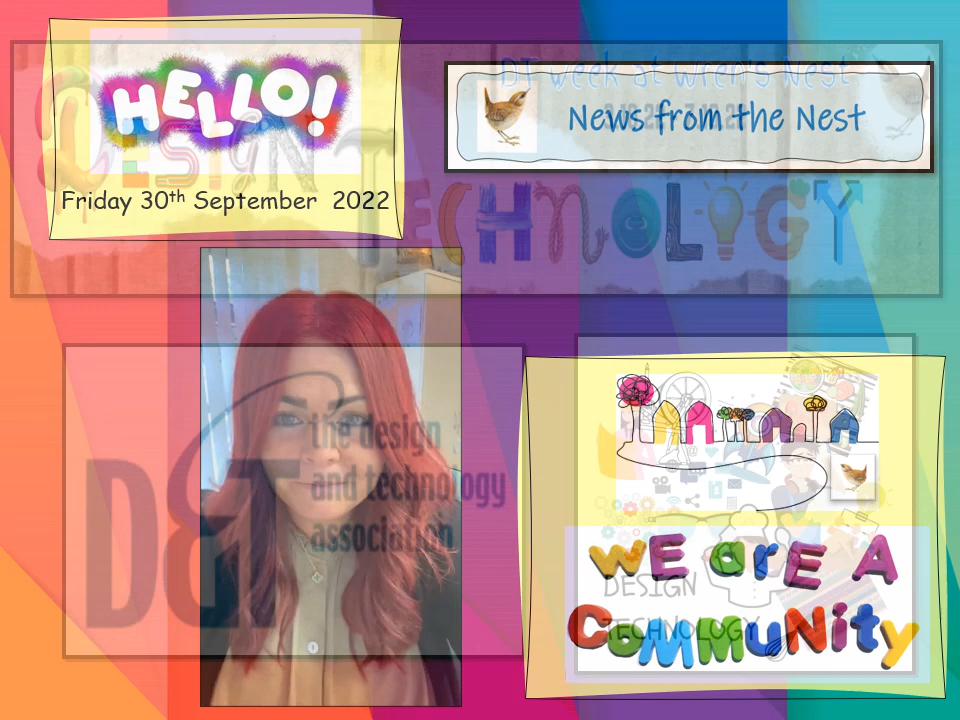 HELLO!
Friday 30th September 2022
DT week at Wren's Nest
News from the Nest
DESIGN
TECHNOLOGY
D&T
the design
and technology
association
DESIGN
TECHNOLOGY
WE arE A
CoMMuNity